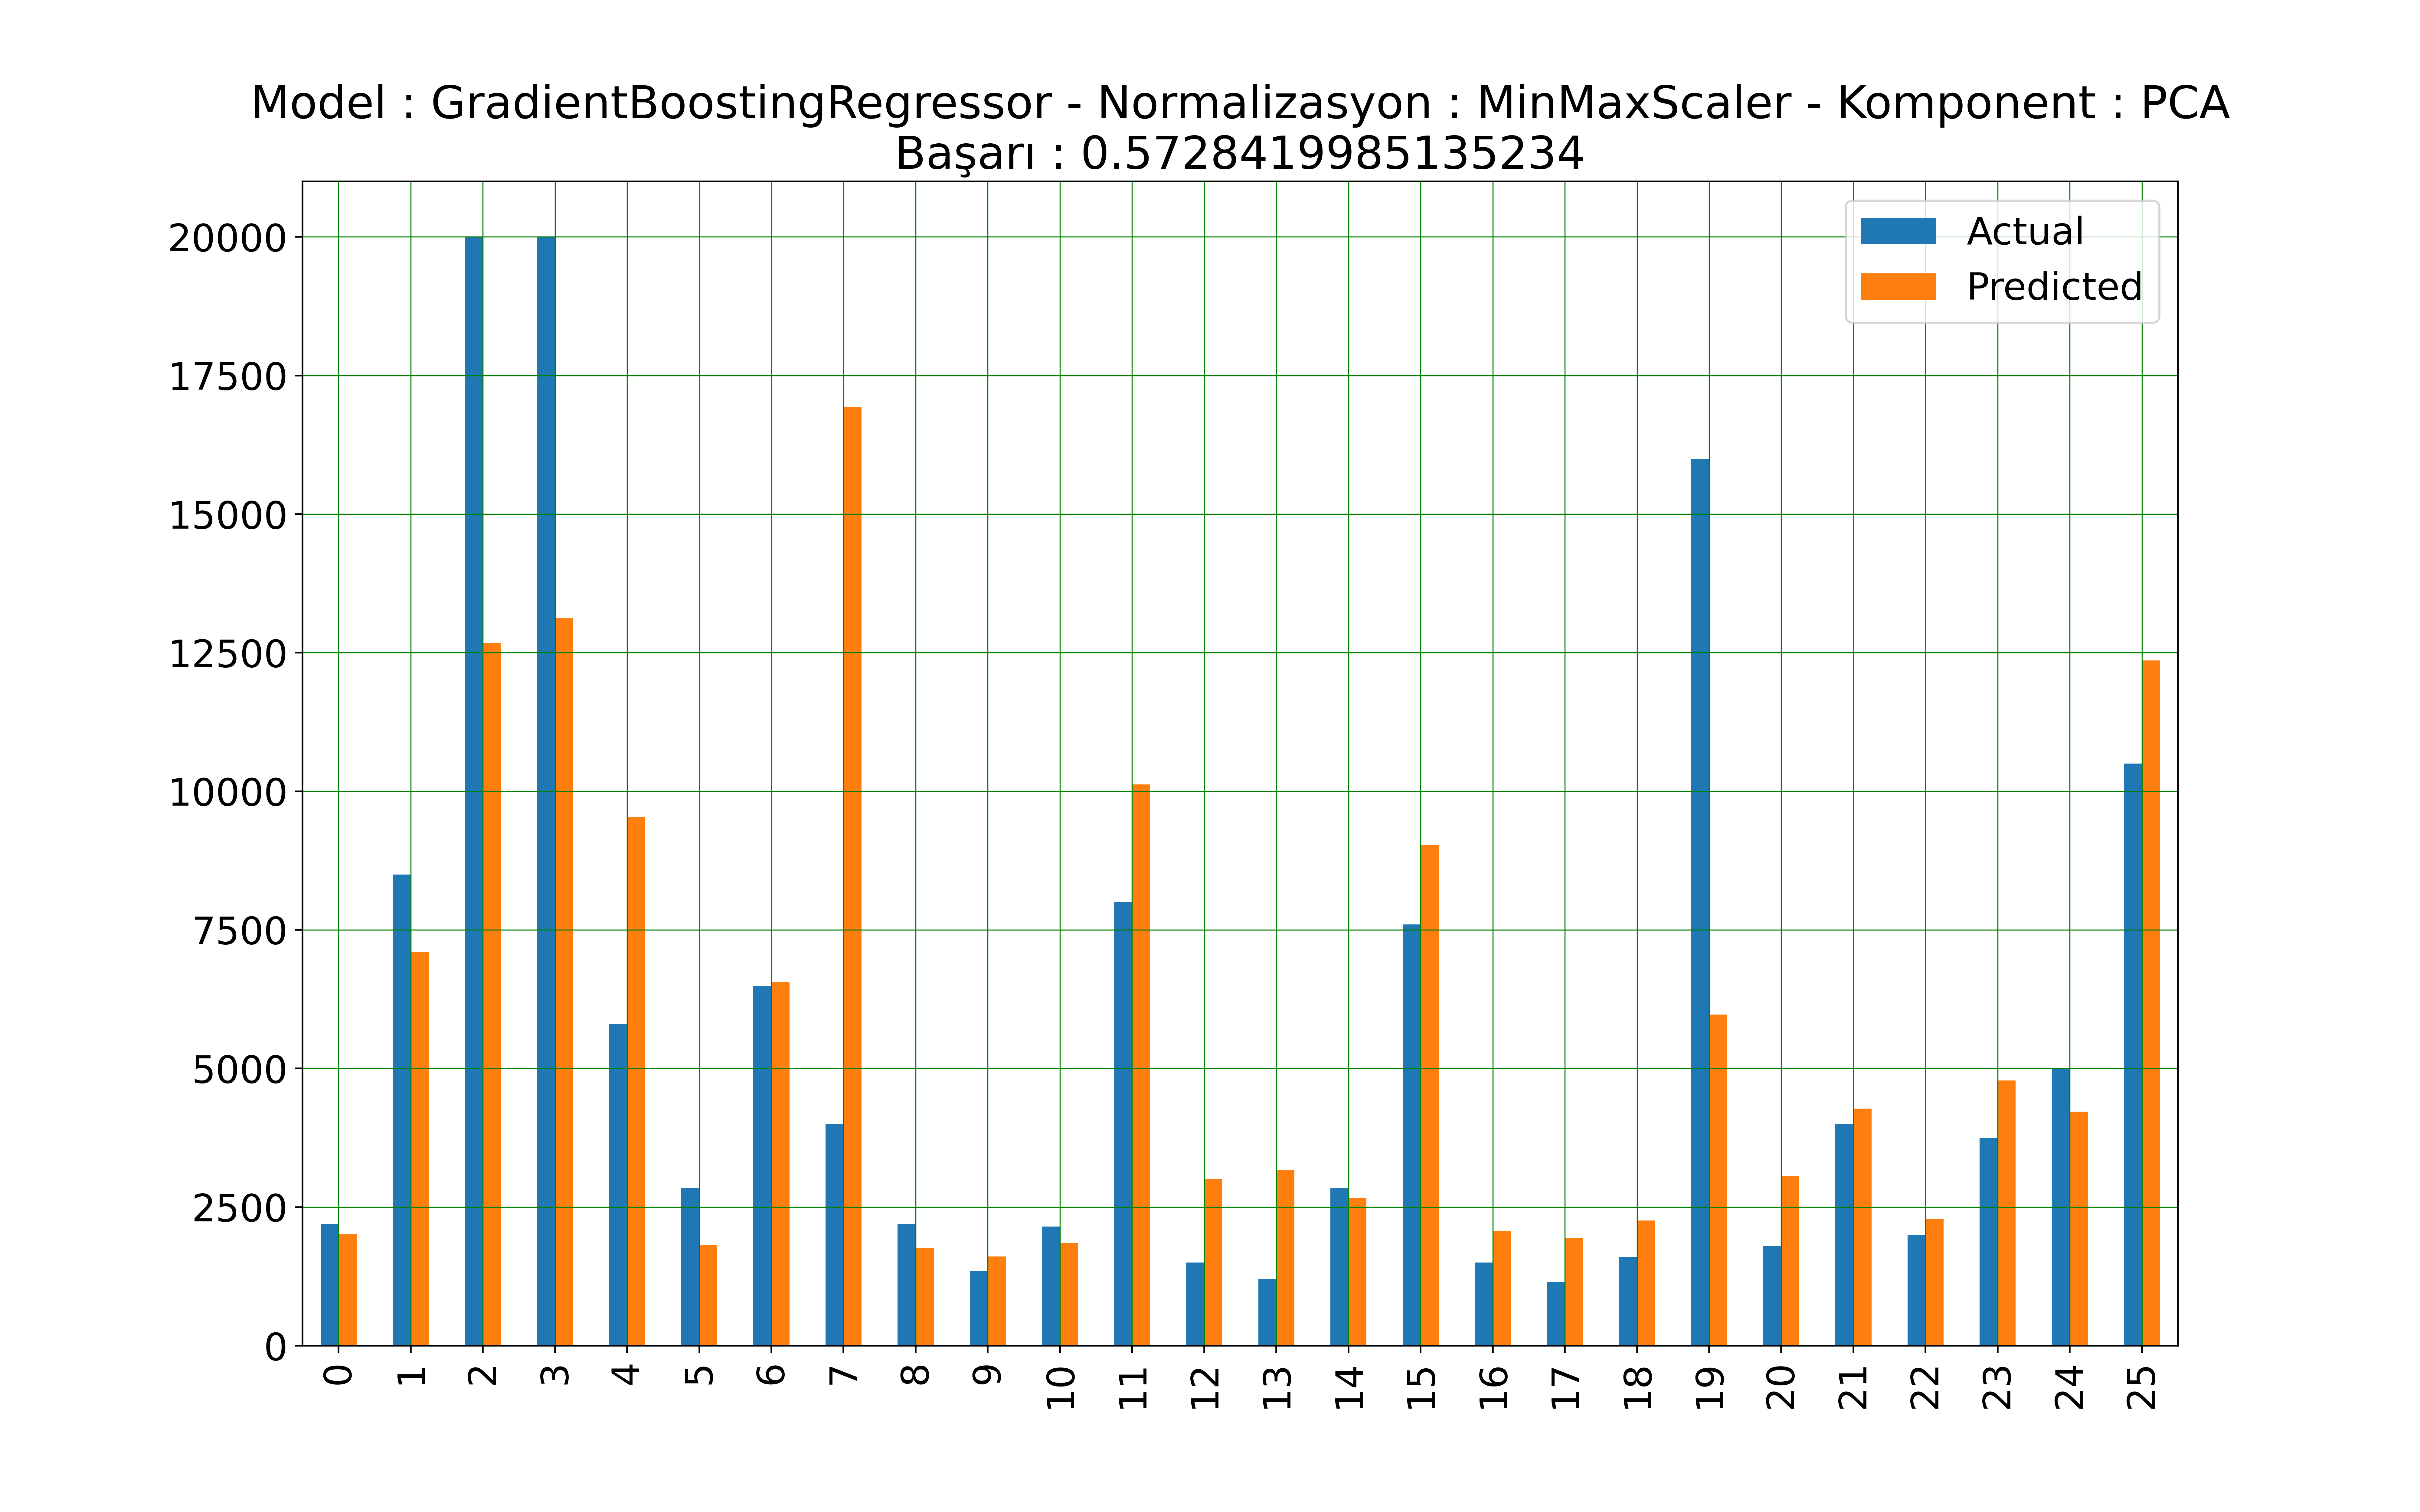 Model : GradientBoostingRegressor - Normalizasyon : MinMaxScaler - Komponent : PCA
Başarı : 0.5728419985135234
Actual
Predicted
20000
17500
15000
12500
10000
7500
5000
2500
0
0 1 2 3 4 5 6 7 8 9 10 11 12 13 14 15 16 17 18 19 20 21 22 23 24 25